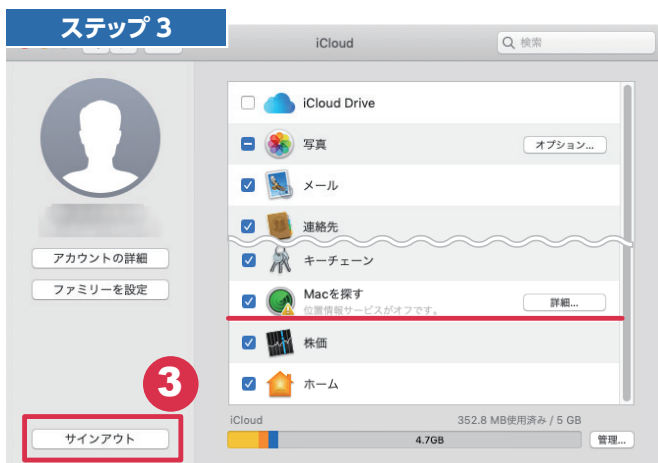 ステップ 3
iCloud
検索
iCloud Drive
写真
オプション...
メール
連絡先
アカウントの詳細
キーチェーン
ファミリーを設定
Macを探す
位置情報サービスがオフです。
詳細...
株価
3
ホーム
iCloud
352.8 MB使用済み / 5 GB
サインアウト
4.7GB
管理...